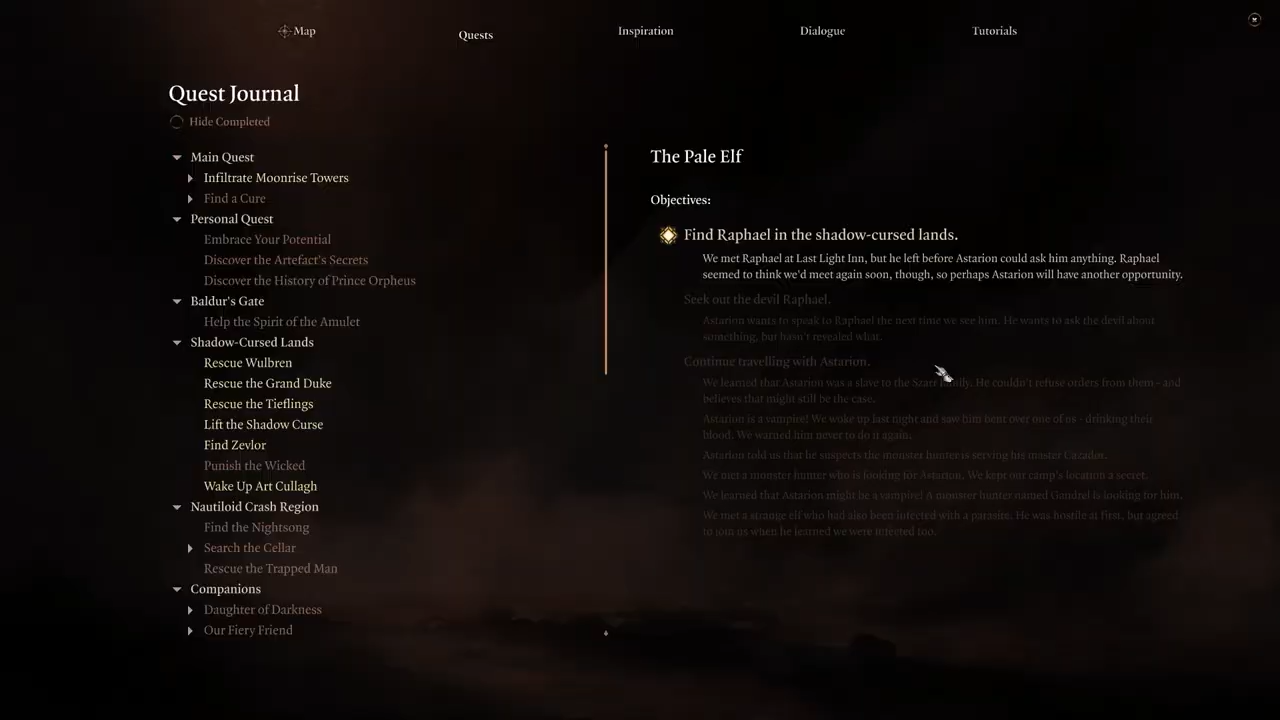 Map
Quests
Inspiration
Dialogue
Tutorials
Quest Journal
Hide Completed
Main Quest
Infiltrate Moonrise Towers
Find a Cure
Personal Quest
Embrace Your Potential
Discover the Artefact's Secrets
Discover the History of Prince Orpheus
Baldur's Gate
Help the Spirit of the Amulet
Shadow-Cursed Lands
Rescue Wulbren
Rescue the Grand Duke
Rescue the Tieflings
Lift the Shadow Curse
Find Zevlor
Punish the Wicked
Wake Up Art Cullagh
Nautiloid Crash Region
Find the Nightsong
Search the Cellar
Rescue the Trapped Man
Companions
Daughter of Darkness
Our Fiery Friend
The Pale Elf
Objectives:
Find Raphael in the shadow-cursed lands.
We met Raphael at Last Light Inn, but he left before Astarion could ask him anything. Raphael
seemed to think we'd meet again soon, though, so perhaps Astarion will have another opportunity.
Seek out the devil Raphael.
Astarion wants to speak to Raphael the next time we see him. He wants to ask the devil about
something, but hasn't revealed what.
Continue travelling with Astarion.
We learned that Astarion was a slave to the Szarr family. He couldn't refuse orders from them - and
believes that might still be the case.
Astarion is a vampire! We woke up last night and saw him bent over one of us - drinking their
blood. We warned him never to do it again.
Astarion told us that he suspects the monster hunter is serving his master Cazador.
We met a monster hunter who is looking for Astarion. We kept our camp's location a secret.
We learned that Astarion might be a vampire! A monster hunter named Gandrel is looking for him.
We met a strange elf who had also been infected with a parasite. He was hostile at first, but agreed
to join us when he learned we were infected too.